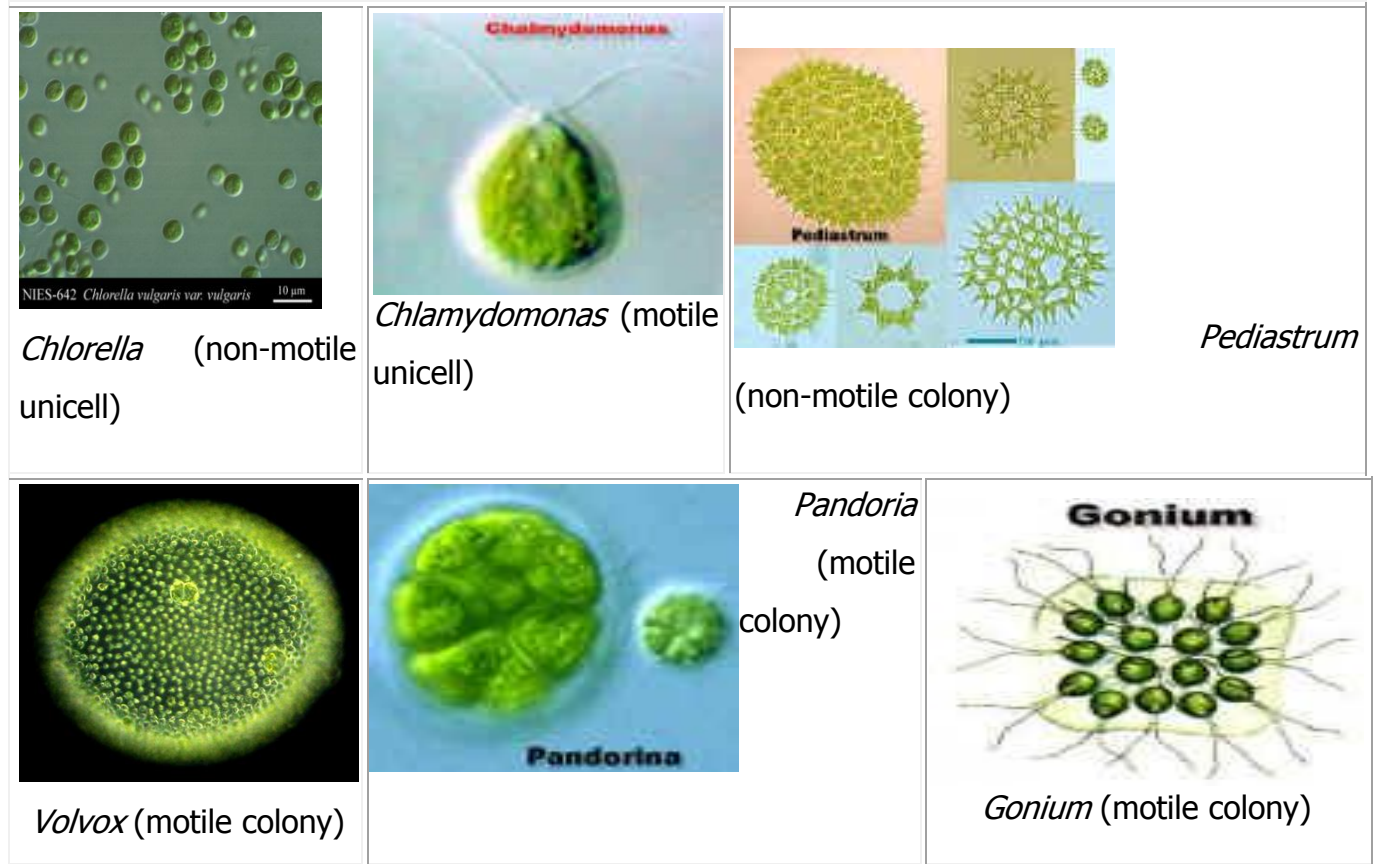 Chalmydomonas
Pediastrum
NIES-642 Chlorella vulgaris var. vulgaris 10 µm
Chlorella (non-motile
unicell)
Chlamydomonas (motile
unicell)
Pediastrum
(non-motile colony)
Volvox (motile colony)
Pandorina
Pandoria
(motile
colony)
Gonium
Gonium (motile colony)